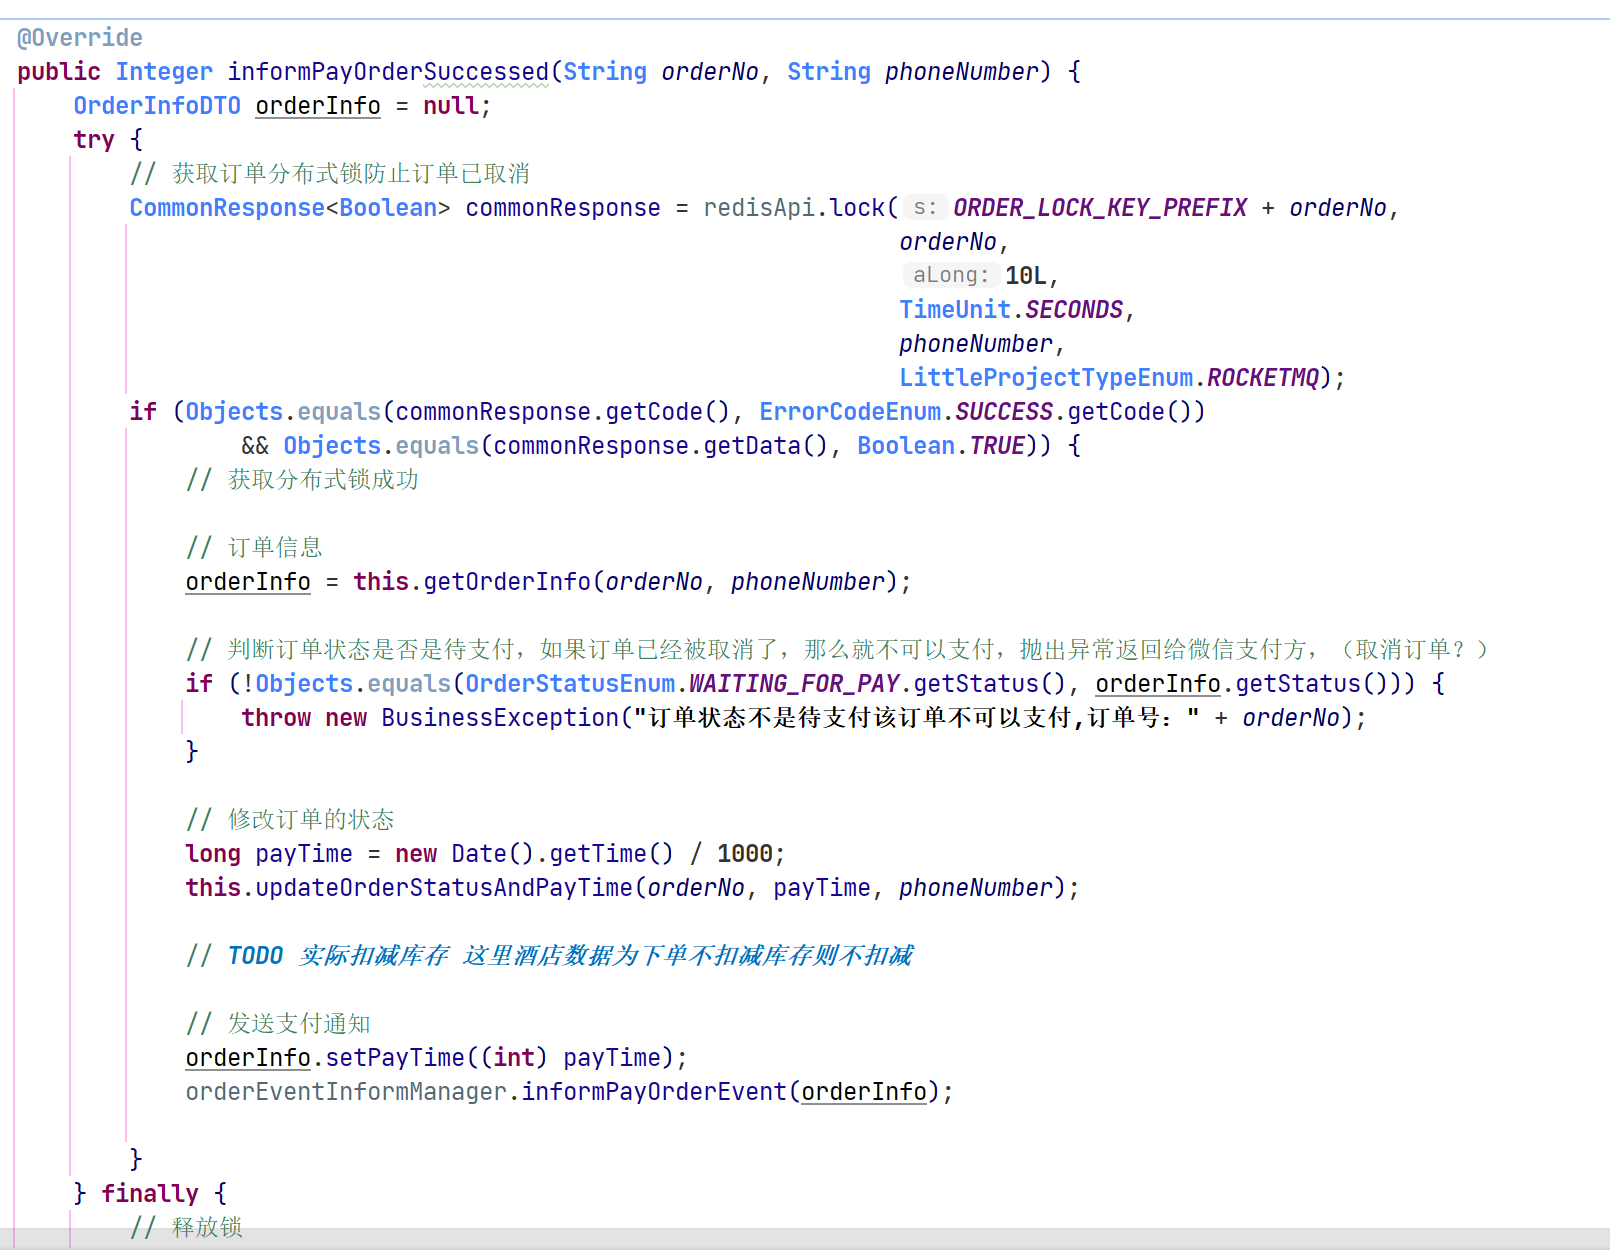 @Override
public Integer informPayOrderSuccessed(String orderNo, String phoneNumber) {
    OrderInfoDTO orderInfo = null;
    try {
        // 获取订单分布式锁防止订单已取消
        CommonResponse<Boolean> commonResponse = redisApi.lock( s: ORDER_LOCK_KEY_PREFIX + orderNo,
                                                               orderNo,
                                                               aLong: 10L,
                                                               TimeUnit.SECONDS,
                                                               phoneNumber,
                                                               LittleProjectTypeEnum.ROCKETMQ);
        if (Objects.equals(commonResponse.getCode(), ErrorCodeEnum.SUCCESS.getCode())
                && Objects.equals(commonResponse.getData(), Boolean.TRUE)) {
            // 获取分布式锁成功

            // 订单信息
            orderInfo = this.getOrderInfo(orderNo, phoneNumber);

            // 判断订单状态是否是待支付，如果订单已经被取消了，那么就不可以支付，抛出异常返回给微信支付方，（取消订单？）
            if (!Objects.equals(OrderStatusEnum.WAITING_FOR_PAY.getStatus(), orderInfo.getStatus())) {
                throw new BusinessException("订单状态不是待支付该订单不可以支付,订单号：" + orderNo);
            }

            // 修改订单的状态
            long payTime = new Date().getTime() / 1000;
            this.updateOrderStatusAndPayTime(orderNo, payTime, phoneNumber);

            // TODO 实际扣减库存 这里酒店数据为下单不扣减库存则不扣减

            // 发送支付通知
            orderInfo.setPayTime((int) payTime);
            orderEventInformManager.informPayOrderEvent(orderInfo);

        }
    } finally {
        // 释放锁